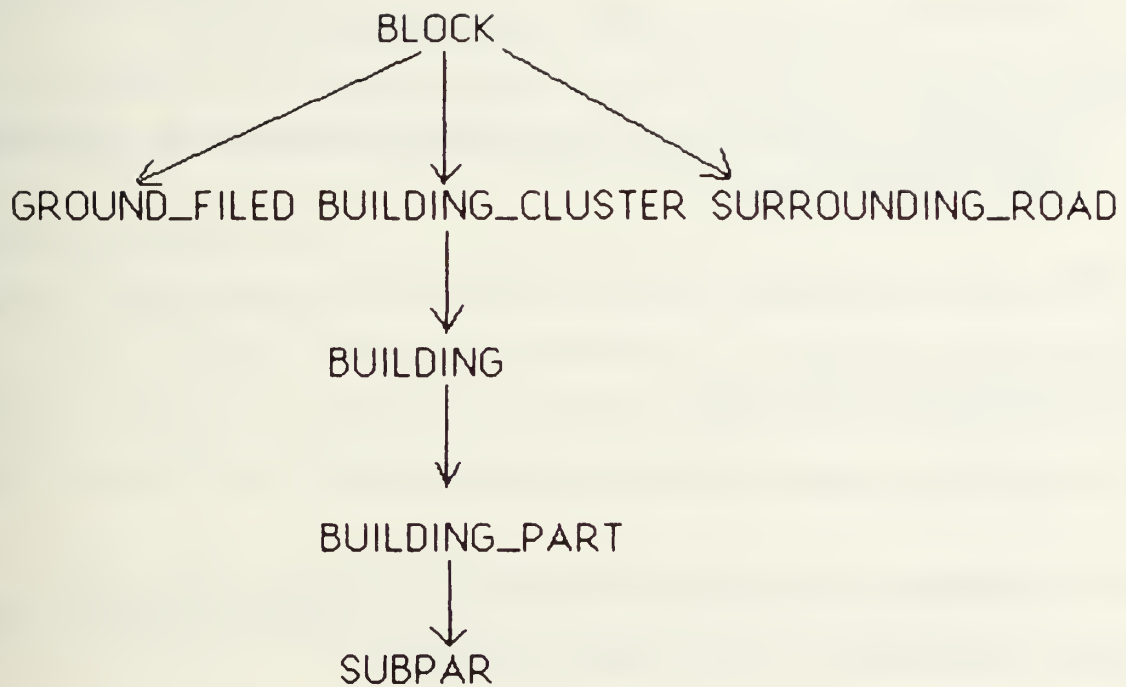 BLOCK
GROUND_FILED BUILDING_CLUSTER SURROUNDING_ROAD
BUILDING
BUILDING_PART
SUBPAR